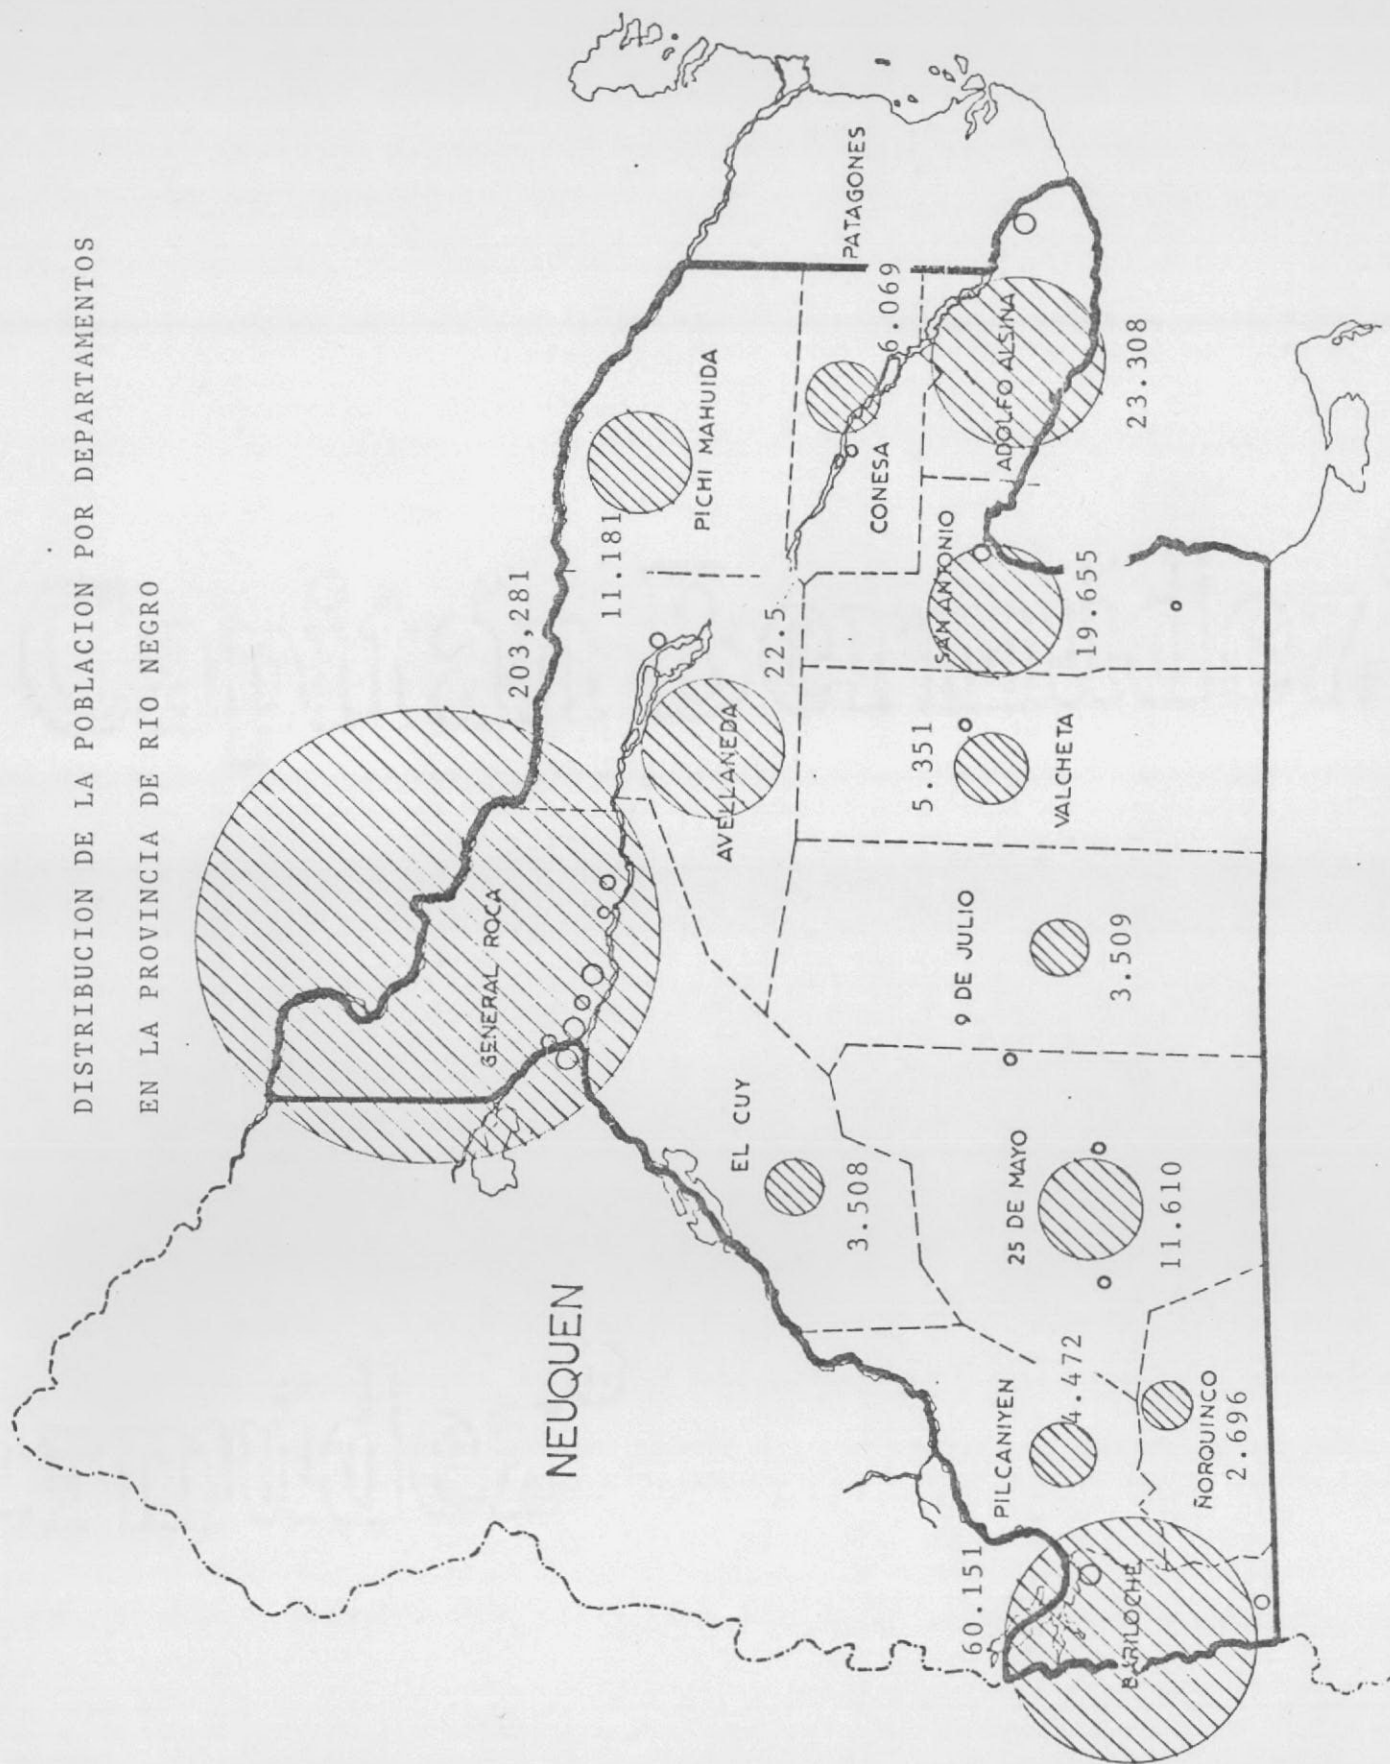 DISTRIBUCION DE LA POBLACION POR DEPARTAMENTOS
EN LA PROVINCIA DE RIO NEGRO
203,281
GENERAL ROCA
11.181
PICHI MAHUIDA
PATAGONES
NEUQUEN
AVELLANEDA
22.5
6.069
CONESA
EL CUY
3.508
ADOLFO ALSINA
23.308
SAN ANTONIO
19.655
5.351
VALCHETA
9 DE JULIO
3.509
25 DE MAYO
11.610
PILCANIYEN
4.472
60.151
BARILOCHE
ÑORQUINCO
2.696